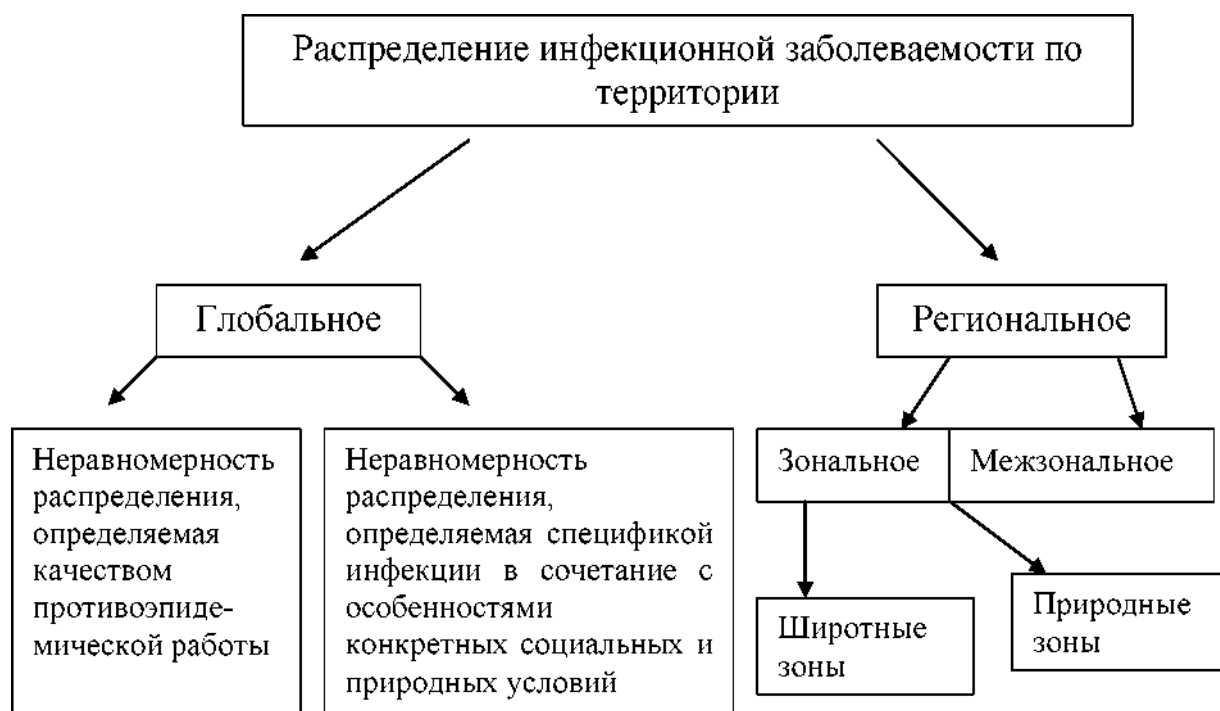 Распределение инфекционной заболеваемости по
территории
Глобальное
Региональное
Неравномерность
распределения,
определяемая
качеством
противоэпиде-
мической работы
Неравномерность
распределения,
определяемая спецификой
инфекции в сочетание с
особенностями
конкретных социальных и
природных условий
Зональное
Межзональное
Широтные
зоны
Природные
зоны